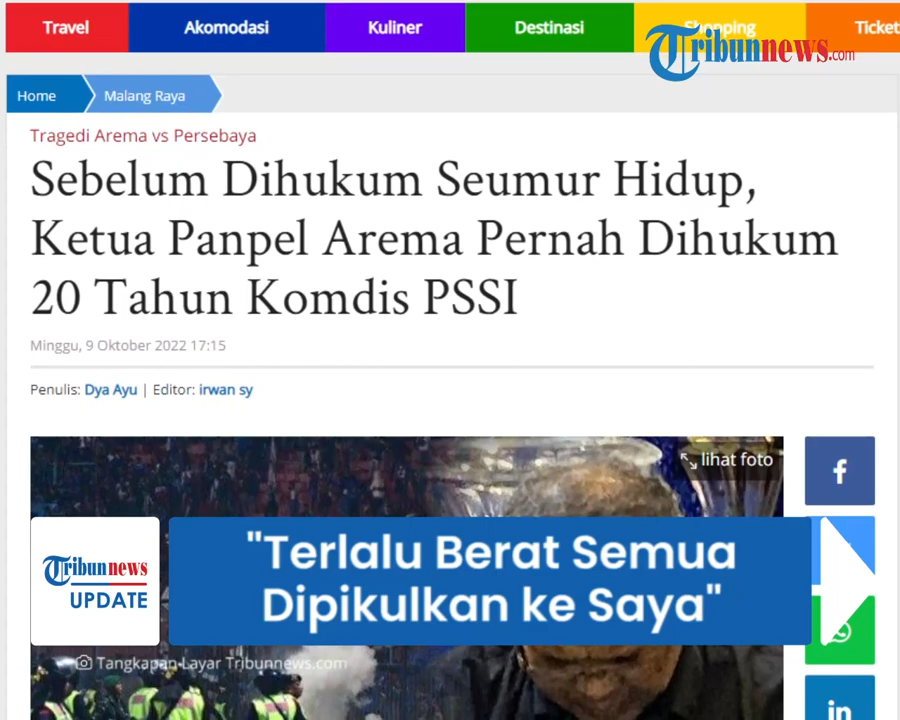 Travel
Akomodasi
Kuliner
Destinasi
Shopping
Ticket
Tribunnews.com
Home
Malang Raya
Tragedi Arema vs Persebaya
Sebelum Dihukum Seumur Hidup,
Ketua Panpel Arema Pernah Dihukum
20 Tahun Komdis PSSI
Minggu, 9 Oktober 2022 17:15
Penulis: Dya Ayu | Editor: irwan sy
lihat foto
Tribunnews
UPDATE
"Terlalu Berat Semua
Dipikulkan ke Saya"
Tangkapan Layar Tribunnews.com
f
in